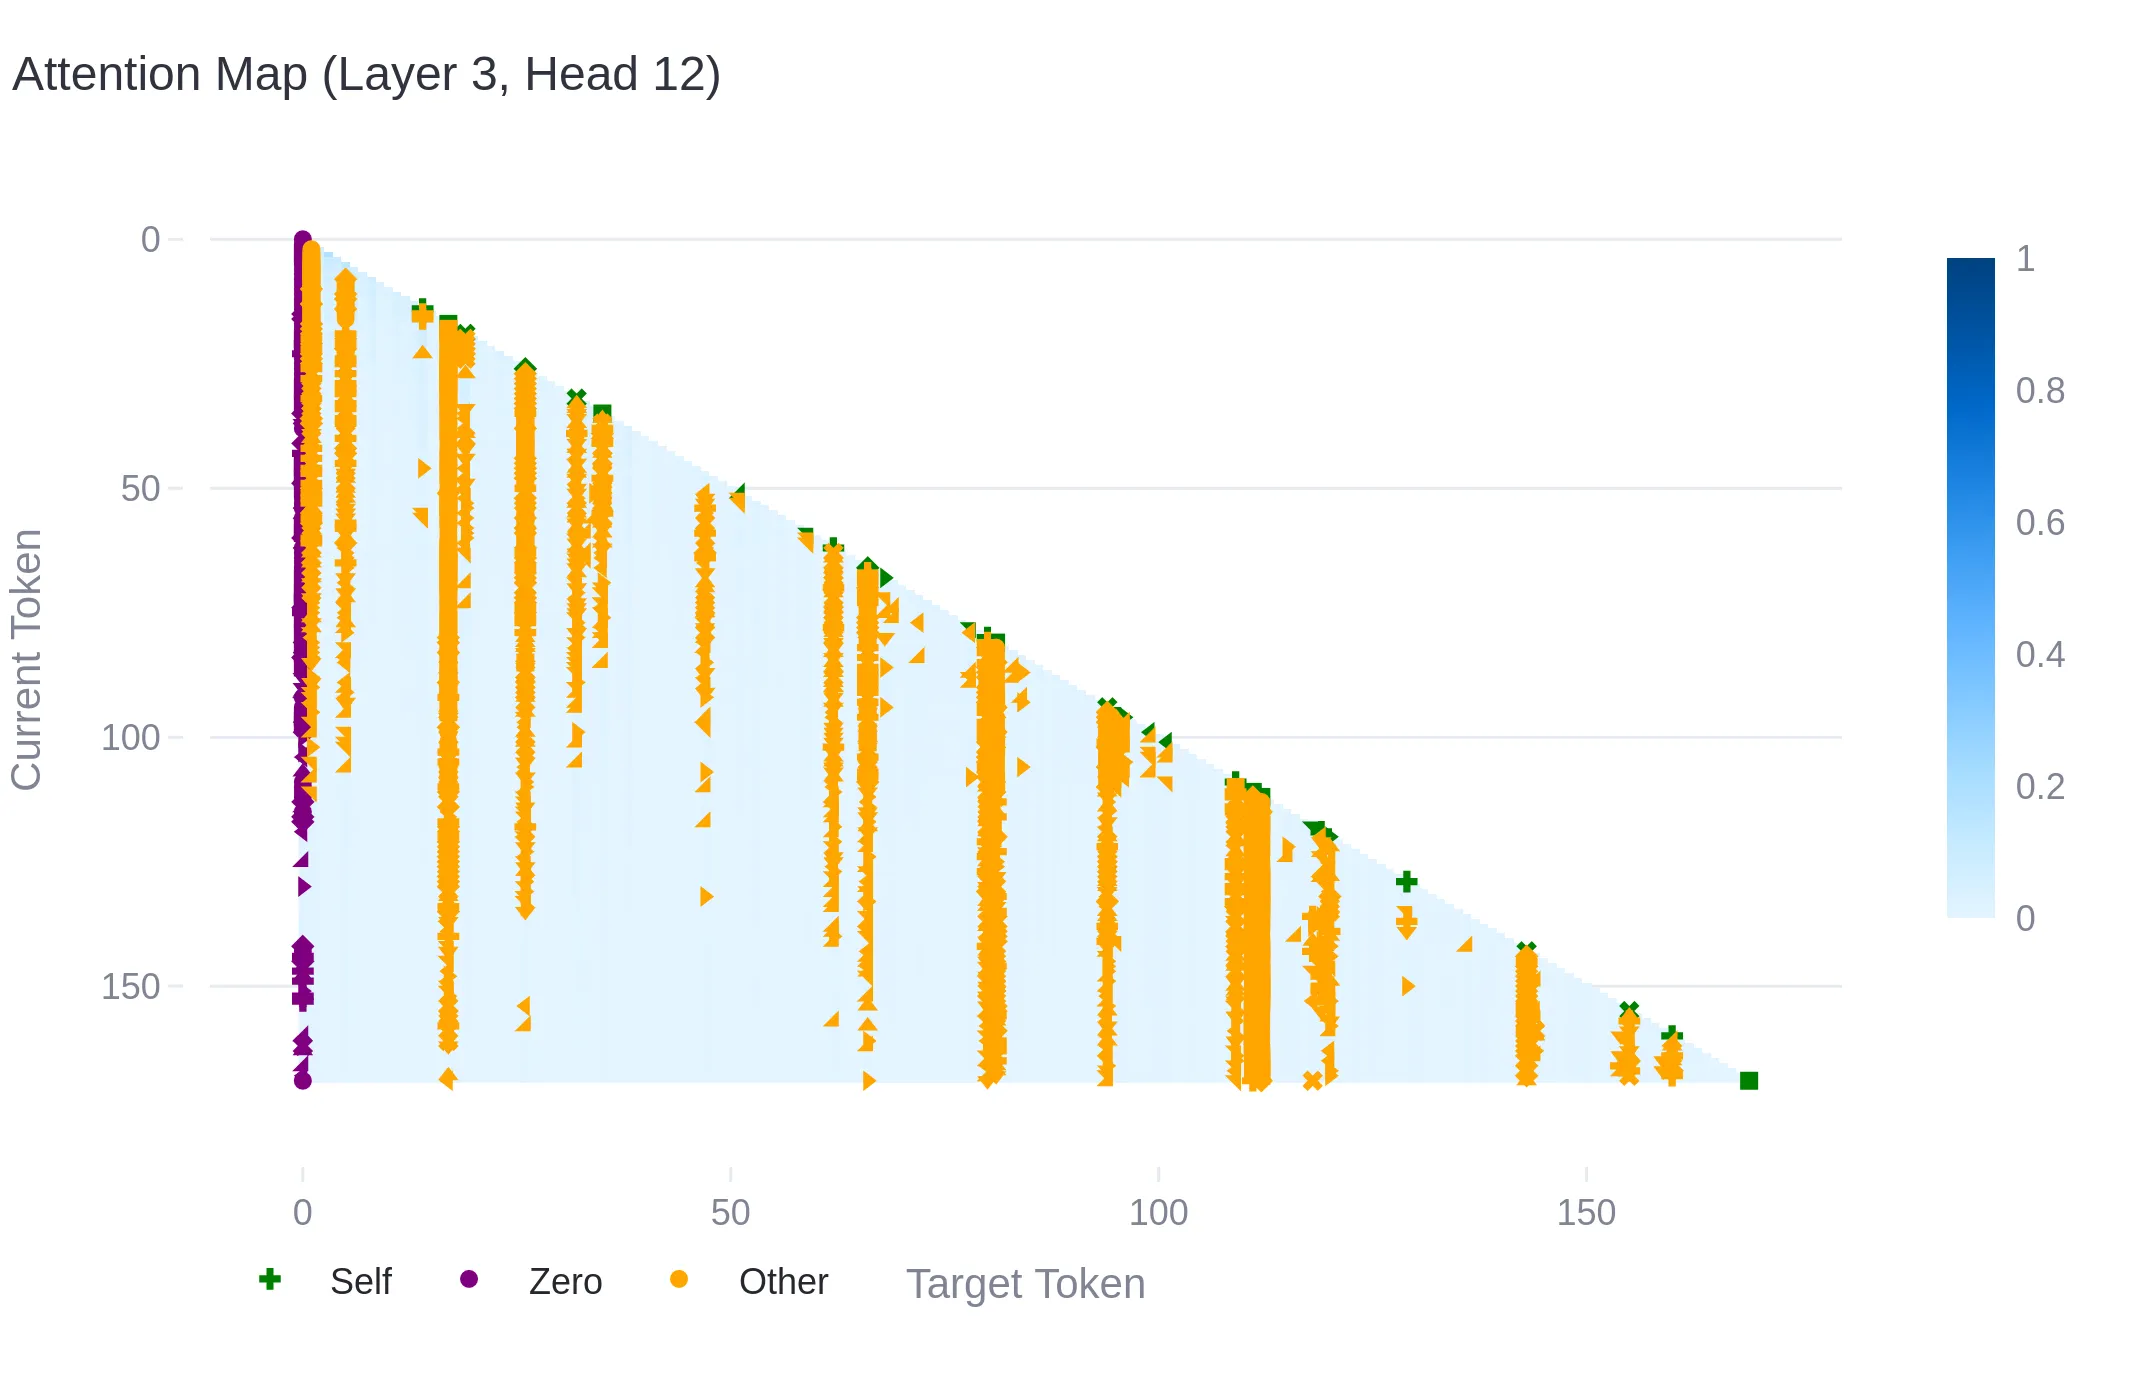 Attention Map (Layer 3, Head 12)
Current Token
0
50
100
150
1
0.8
0.6
0.4
0.2
0
0
50
100
150
Self
Zero
Other
Target Token